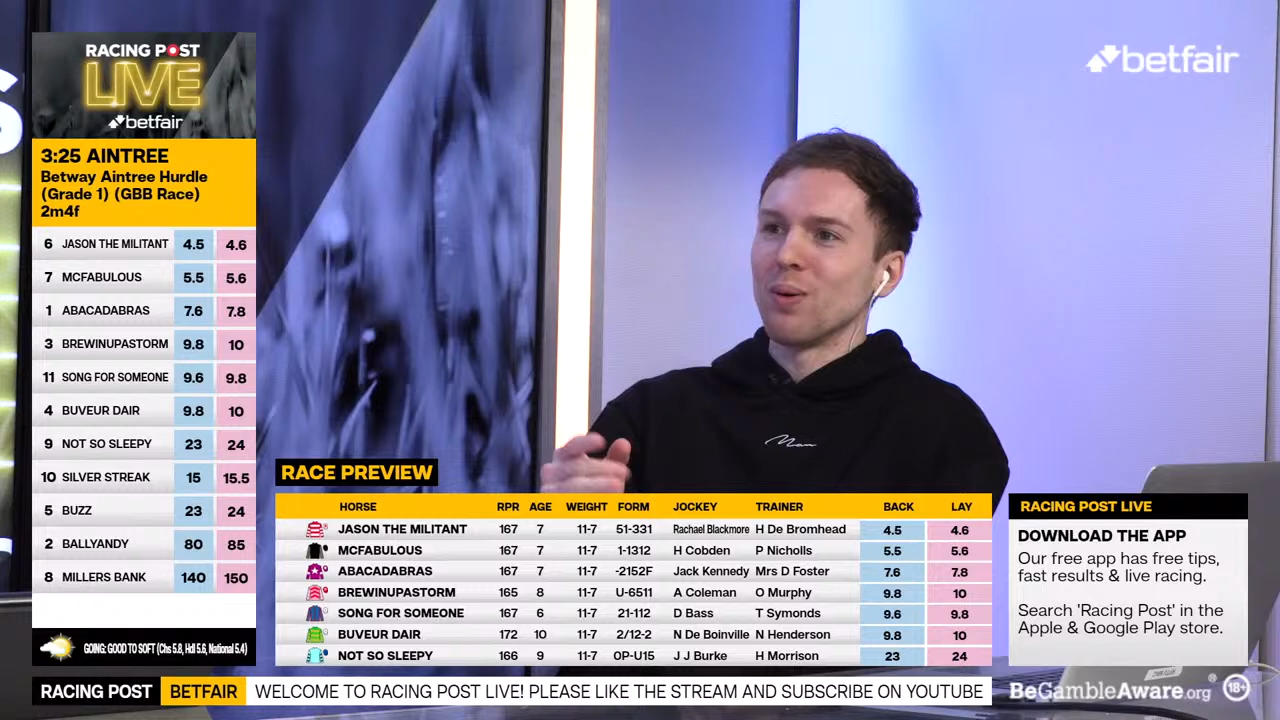 RACING POST
LIVE
betfair
3:25 AINTREE
Betway Aintree Hurdle
(Grade 1) (GBB Race)
2m4f
6 JASON THE MILITANT 4.5 4.6
7 MCFABULOUS 5.5 5.6
1 ABACADABRAS 7.6 7.8
3 BREWINUPASTORM 9.8 10
11 SONG FOR SOMEONE 9.6 9.8
4 BUVEUR DAIR 9.8 10
9 NOT SO SLEEPY 23 24
10 SILVER STREAK 15 15.5
5 BUZZ 23 24
2 BALLYANDY 80 85
8 MILLERS BANK 140 150
GOING: GOOD TO SOFT (Chs 5.8, Hdl 5.6, National 5.4)
betfair
Man
RACE PREVIEW
HORSE RPR AGE WEIGHT FORM JOCKEY TRAINER BACK LAY
JASON THE MILITANT 167 7 11-7 51-331 Rachael Blackmore H De Bromhead 4.5 4.6
MCFABULOUS 167 7 11-7 1-1312 H Cobden P Nicholls 5.5 5.6
ABACADABRAS 167 7 11-7 -2152F Jack Kennedy Mrs D Foster 7.6 7.8
BREWINUPASTORM 165 8 11-7 U-6511 A Coleman O Murphy 9.8 10
SONG FOR SOMEONE 167 6 11-7 21-112 D Bass T Symonds 9.6 9.8
BUVEUR DAIR 172 10 11-7 2/12-2 N De Boinville N Henderson 9.8 10
NOT SO SLEEPY 166 9 11-7 0P-U15 J J Burke H Morrison 23 24
RACING POST LIVE
DOWNLOAD THE APP
Our free app has free tips,
fast results & live racing.
Search 'Racing Post' in the
Apple & Google Play store.
RACING POST BETFAIR WELCOME TO RACING POST LIVE! PLEASE LIKE THE STREAM AND SUBSCRIBE ON YOUTUBE
BeGambleAware.org® 18+